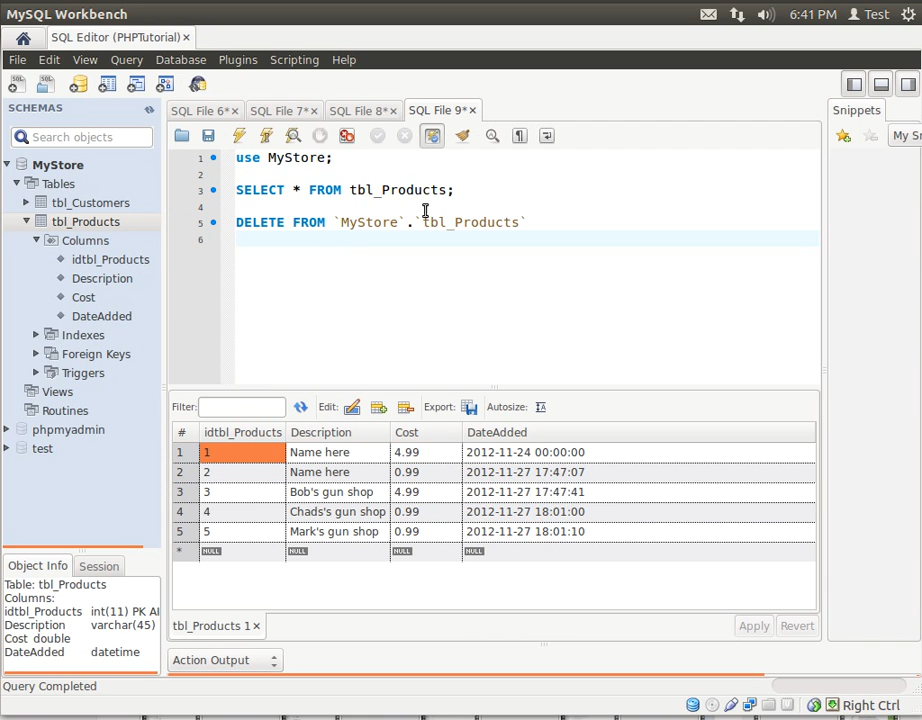 MySQL Workbench
6:41 PM Test
SQL Editor (PHPTutorial) ×
File Edit View Query Database Plugins Scripting Help
SCHEMAS
Search objects
MyStore
Tables
tbl_Customers
tbl_Products
Columns
idtbl_Products
Description
Cost
DateAdded
Indexes
Foreign Keys
Triggers
Views
Routines
phpmyadmin
test
Object Info Session
Table: tbl_Products
Columns:
idtbl_Products int(11) PK AI
Description varchar(45)
Cost double
DateAdded datetime
SQL File 6*× SQL File 7*× SQL File 8*× SQL File 9*×
1 use MyStore;
2
3 SELECT * FROM tbl_Products;
4
5 DELETE FROM `MyStore`.`tbl_Products`
6
Filter: Edit: Export: Autosize:
# idtbl_Products Description Cost DateAdded
1 1 Name here 4.99 2012-11-24 00:00:00
2 2 Name here 0.99 2012-11-27 17:47:07
3 3 Bob's gun shop 4.99 2012-11-27 17:47:41
4 4 Chads's gun shop 0.99 2012-11-27 18:01:00
5 5 Mark's gun shop 0.99 2012-11-27 18:01:10
* NULL NULL NULL NULL
tbl_Products 1× Apply Revert
Action Output
Snippets
My Sn
Query Completed
Right Ctrl